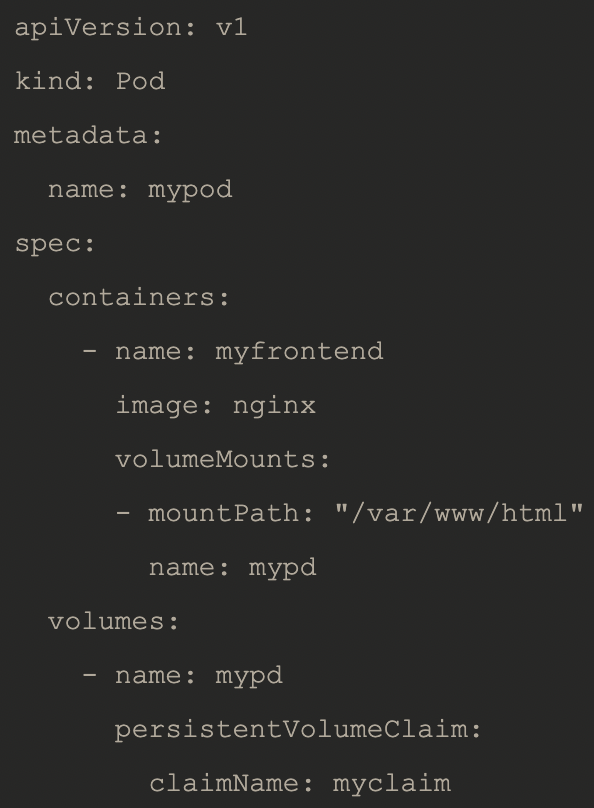 apiVersion: v1
kind: Pod
metadata:
  name: mypod
spec:
  containers:
    - name: myfrontend
      image: nginx
      volumeMounts:
      - mountPath: "/var/www/html"
        name: mypd
  volumes:
    - name: mypd
      persistentVolumeClaim:
        claimName: myclaim